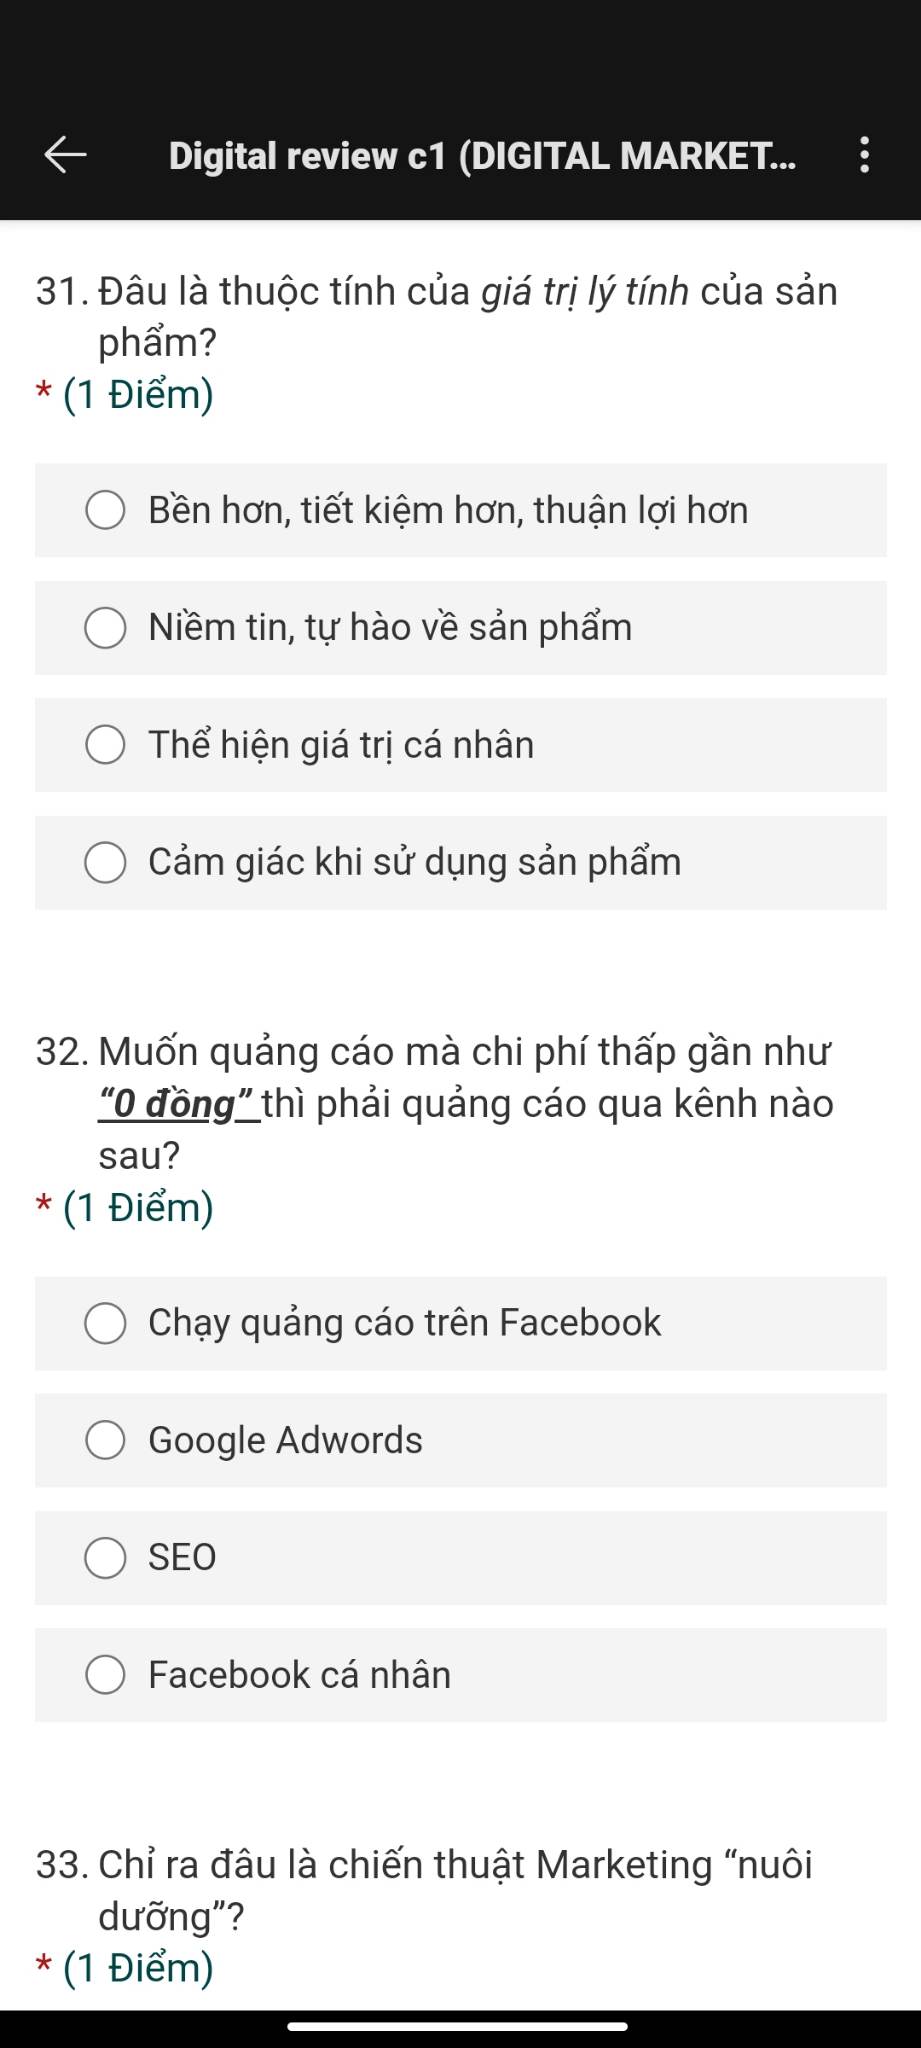 Digital review c1 (DIGITAL MARKET...
31. Đâu là thuộc tính của giá trị lý tính của sản
phẩm?
* (1 Điểm)
Bền hơn, tiết kiệm hơn, thuận lợi hơn
Niềm tin, tự hào về sản phẩm
Thể hiện giá trị cá nhân
Cảm giác khi sử dụng sản phẩm
32. Muốn quảng cáo mà chi phí thấp gần như
“0 đồng” thì phải quảng cáo qua kênh nào
sau?
* (1 Điểm)
Chạy quảng cáo trên Facebook
Google Adwords
SEO
Facebook cá nhân
33. Chỉ ra đâu là chiến thuật Marketing “nuôi
dưỡng”?
* (1 Điểm)